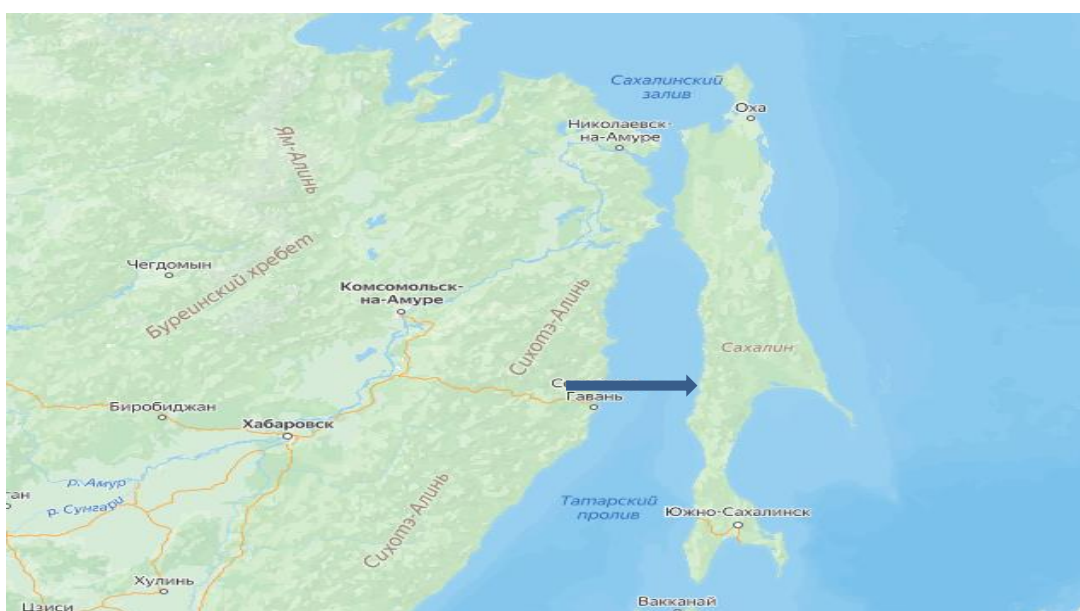 Сахалинский
залив
Оха
Николаевск-
на-Амуре
Ям-Алинь
Чегдомын
Буреинский хребет
Комсомольск-
на-Амуре
Сихотэ-Алинь
Сахалин
Гавань
Биробиджан
Хабаровск
р. Амур
р. Сунгари
Сихотэ-Алинь
Татарский
пролив
Южно-Сахалинск
Хулинь
Вакканай
Цзиси